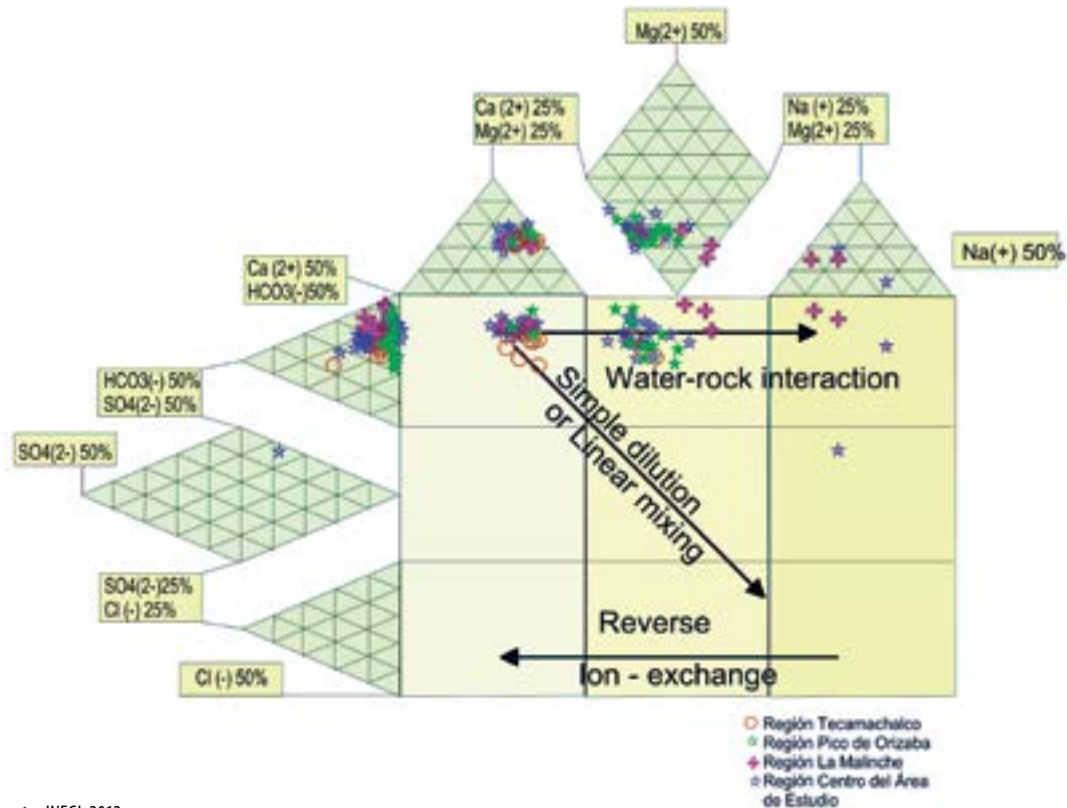 Mg(2+) 50%
Ca (2+) 25%
Mg(2+) 25%
Na (+) 25%
Mg(2+) 25%
Na(+) 50%
Ca (2+) 50%
HCO3(-)50%
HCO3(-) 50%
SO4(2-) 50%
SO4(2-) 50%
SO4(2-)25%
Cl (-) 25%
Cl (-) 50%
Water-rock interaction
Simple dilution
or Linear mixing
Reverse
Ion - exchange
Región Tecamachalco
Región Pico de Orizaba
Región La Malinche
Región Centro del Área
de Estudio
INEGI, 2013